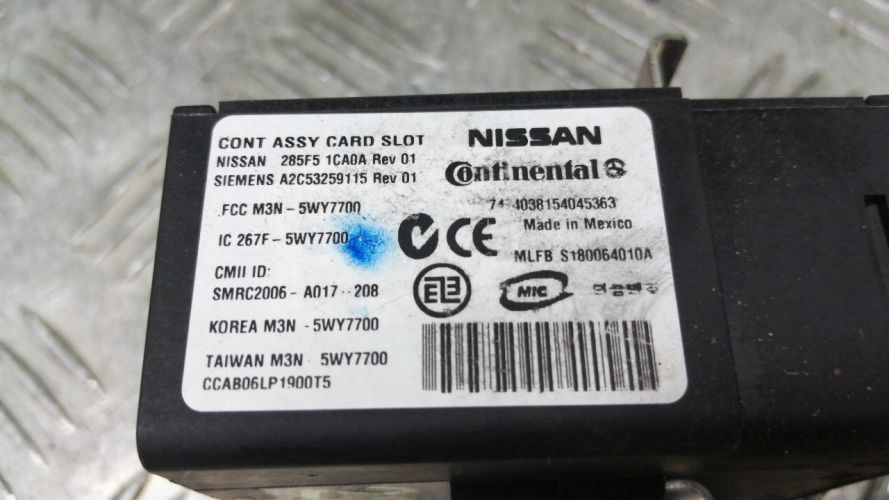 CONT ASSY CARD SLOT
NISSAN
NISSAN 285F5 1CA0A Rev 01
SIEMENS A2C53259115 Rev 01
Continental
FCC M3N-5WY7700
4038154045363
Made in Mexico
IC 267F-5WY7700
CE
MLFB S180064010A
CMII ID:
SMRC2006-A017-208
MIC
KOREA M3N-5WY7700
TAIWAN M3N 5WY7700
CCAB06LP1900T5